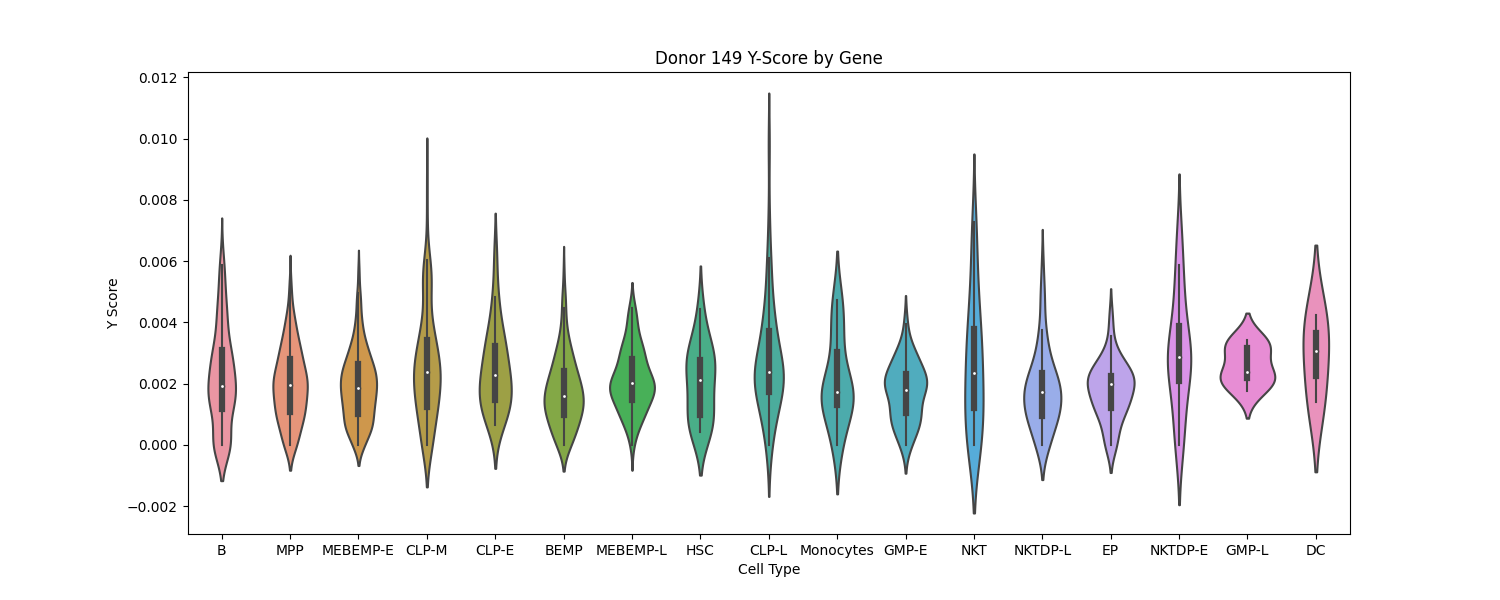 Donor 149 Y-Score by Gene
0.012
0.010
0.008
0.006
0.004
0.002
0.000
−0.002
Y Score
B MPP MEBEMP-E CLP-M CLP-E BEMP MEBEMP-L HSC CLP-L Monocytes GMP-E NKT NKTDP-L EP NKTDP-E GMP-L DC
Cell Type